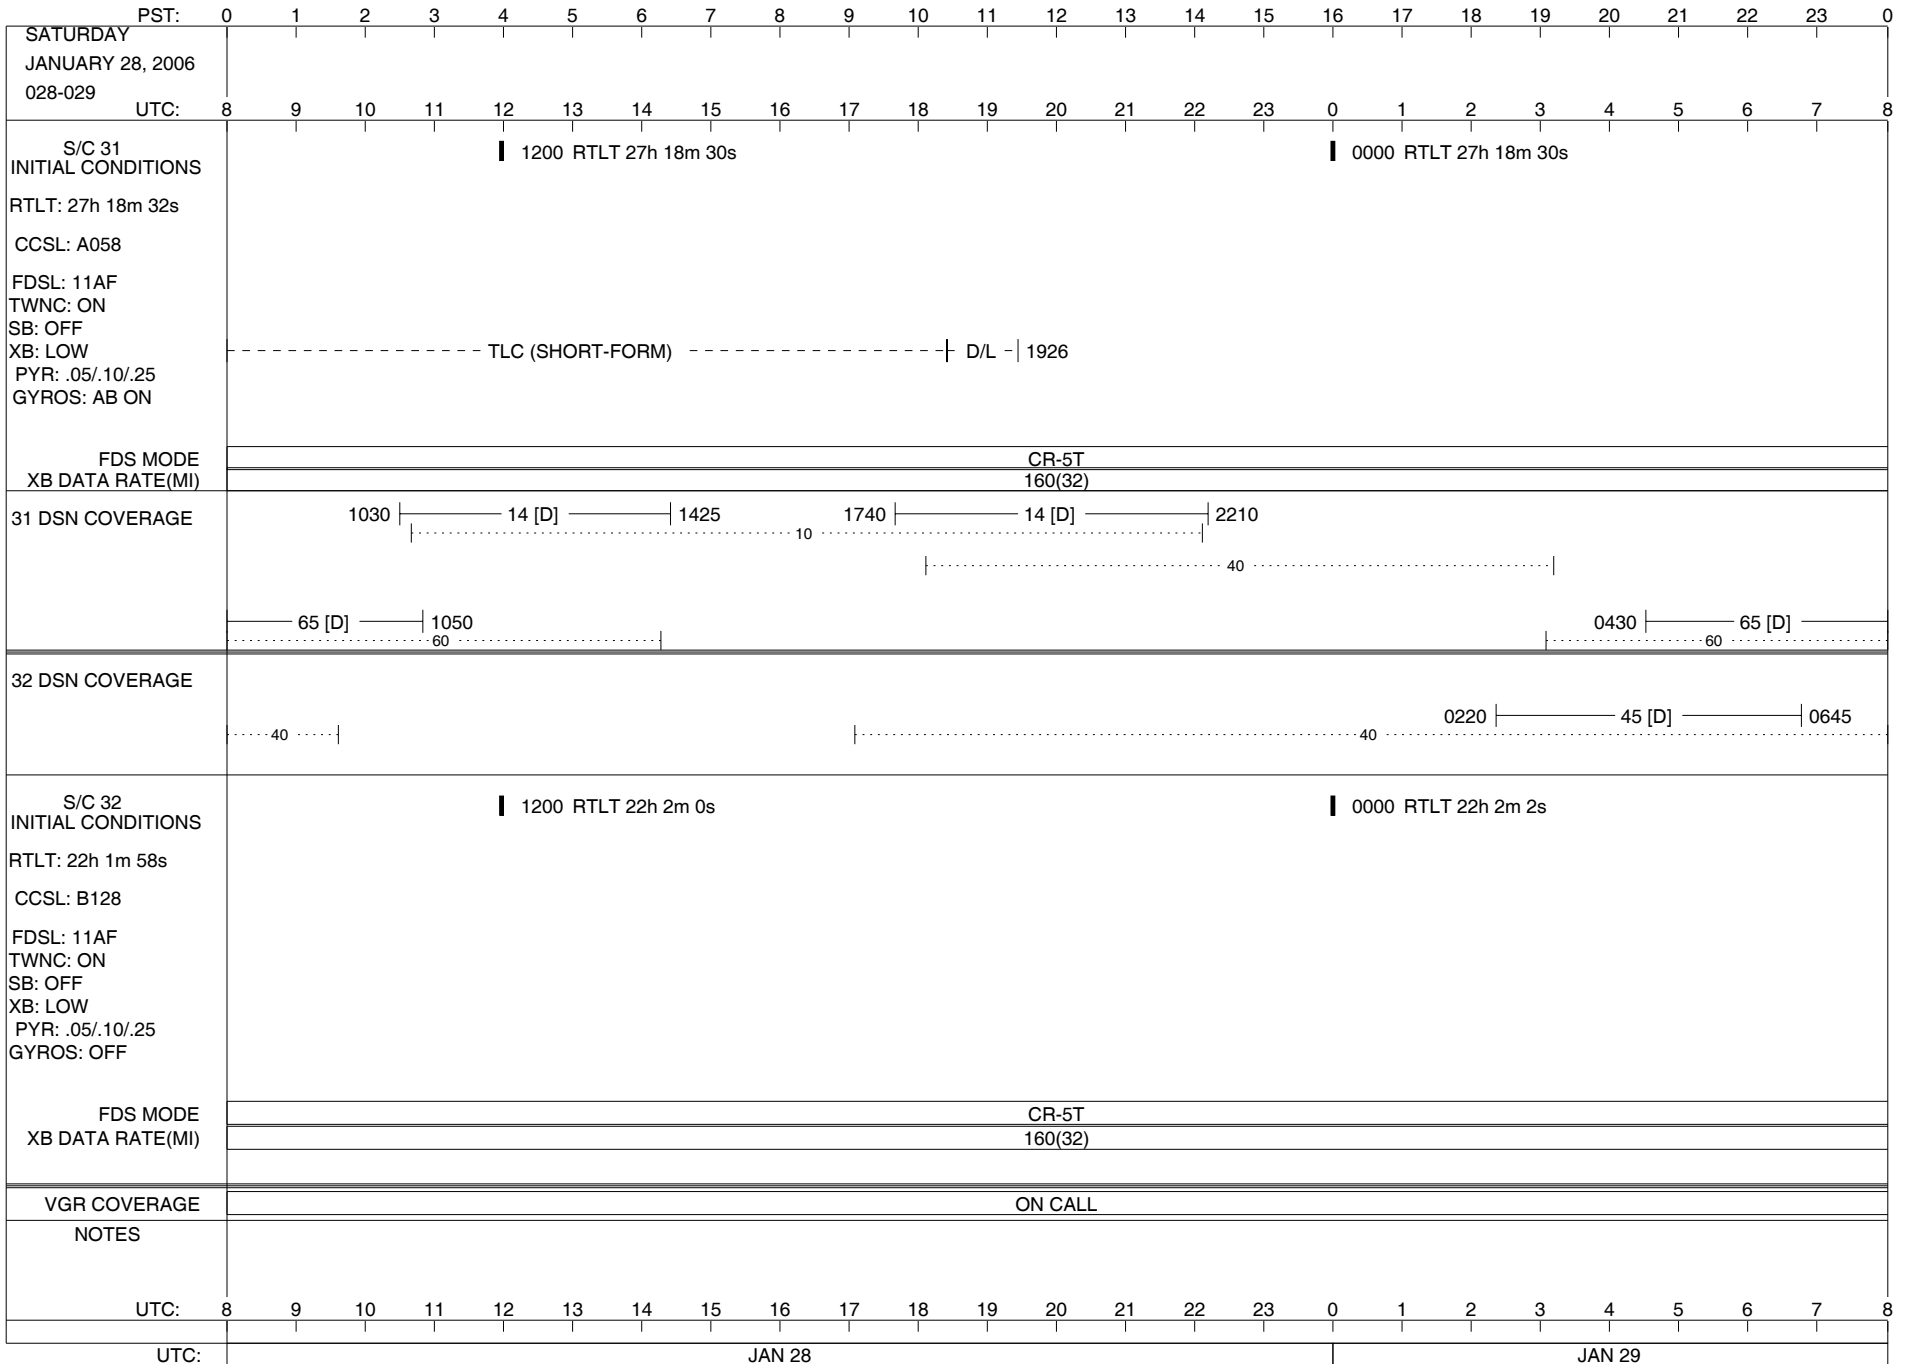 PST: 0 1 2 3 4 5 6 7 8 9 10 11 12 13 14 15 16 17 18 19 20 21 22 23 0
SATURDAY
JANUARY 28, 2006
028-029
UTC: 8 9 10 11 12 13 14 15 16 17 18 19 20 21 22 23 0 1 2 3 4 5 6 7 8
S/C 31
INITIAL CONDITIONS
1200 RTLT 27h 18m 30s
0000 RTLT 27h 18m 30s
RTLT: 27h 18m 32s
CCSL: A058
FDSL: 11AF
TWNC: ON
SB: OFF
XB: LOW
TLC (SHORT-FORM) D/L 1926
PYR: .05/.10/.25
GYROS: AB ON
FDS MODE CR-5T
XB DATA RATE(MI) 160(32)
31 DSN COVERAGE
1030 14 [D] 1425 1740 14 [D] 2210
10
40
65 [D] 1050 0430 65 [D]
60 60
32 DSN COVERAGE
0220 45 [D] 0645
40 40
S/C 32
INITIAL CONDITIONS
1200 RTLT 22h 2m 0s
0000 RTLT 22h 2m 2s
RTLT: 22h 1m 58s
CCSL: B128
FDSL: 11AF
TWNC: ON
SB: OFF
XB: LOW
PYR: .05/.10/.25
GYROS: OFF
FDS MODE CR-5T
XB DATA RATE(MI) 160(32)
VGR COVERAGE ON CALL
NOTES
UTC: 8 9 10 11 12 13 14 15 16 17 18 19 20 21 22 23 0 1 2 3 4 5 6 7 8
UTC: JAN 28 JAN 29